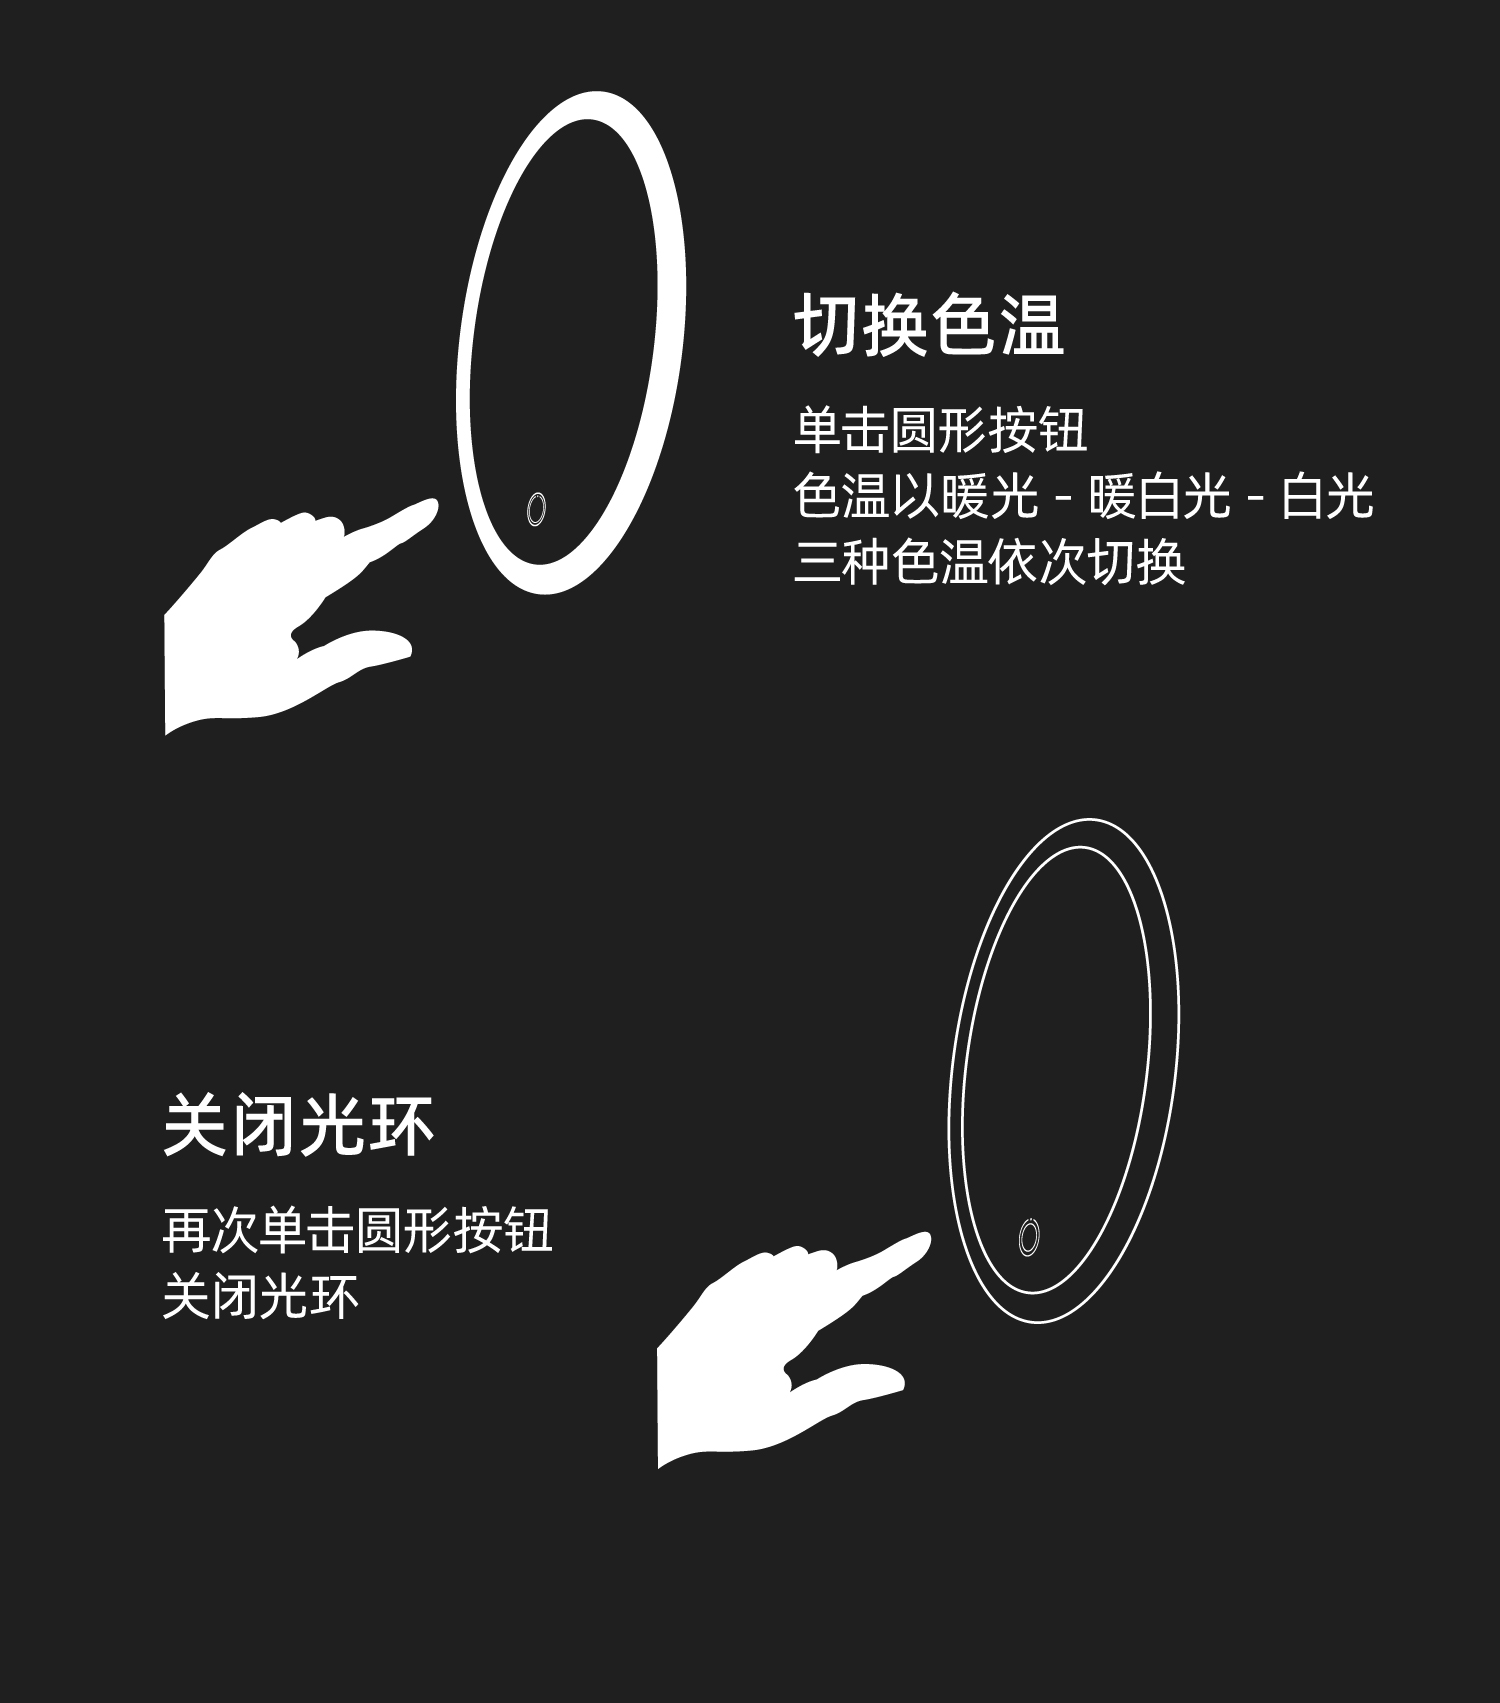 切换色温
单击圆形按钮
色温以暖光 - 暖白光 - 白光
三种色温依次切换
关闭光环
再次单击圆形按钮
关闭光环